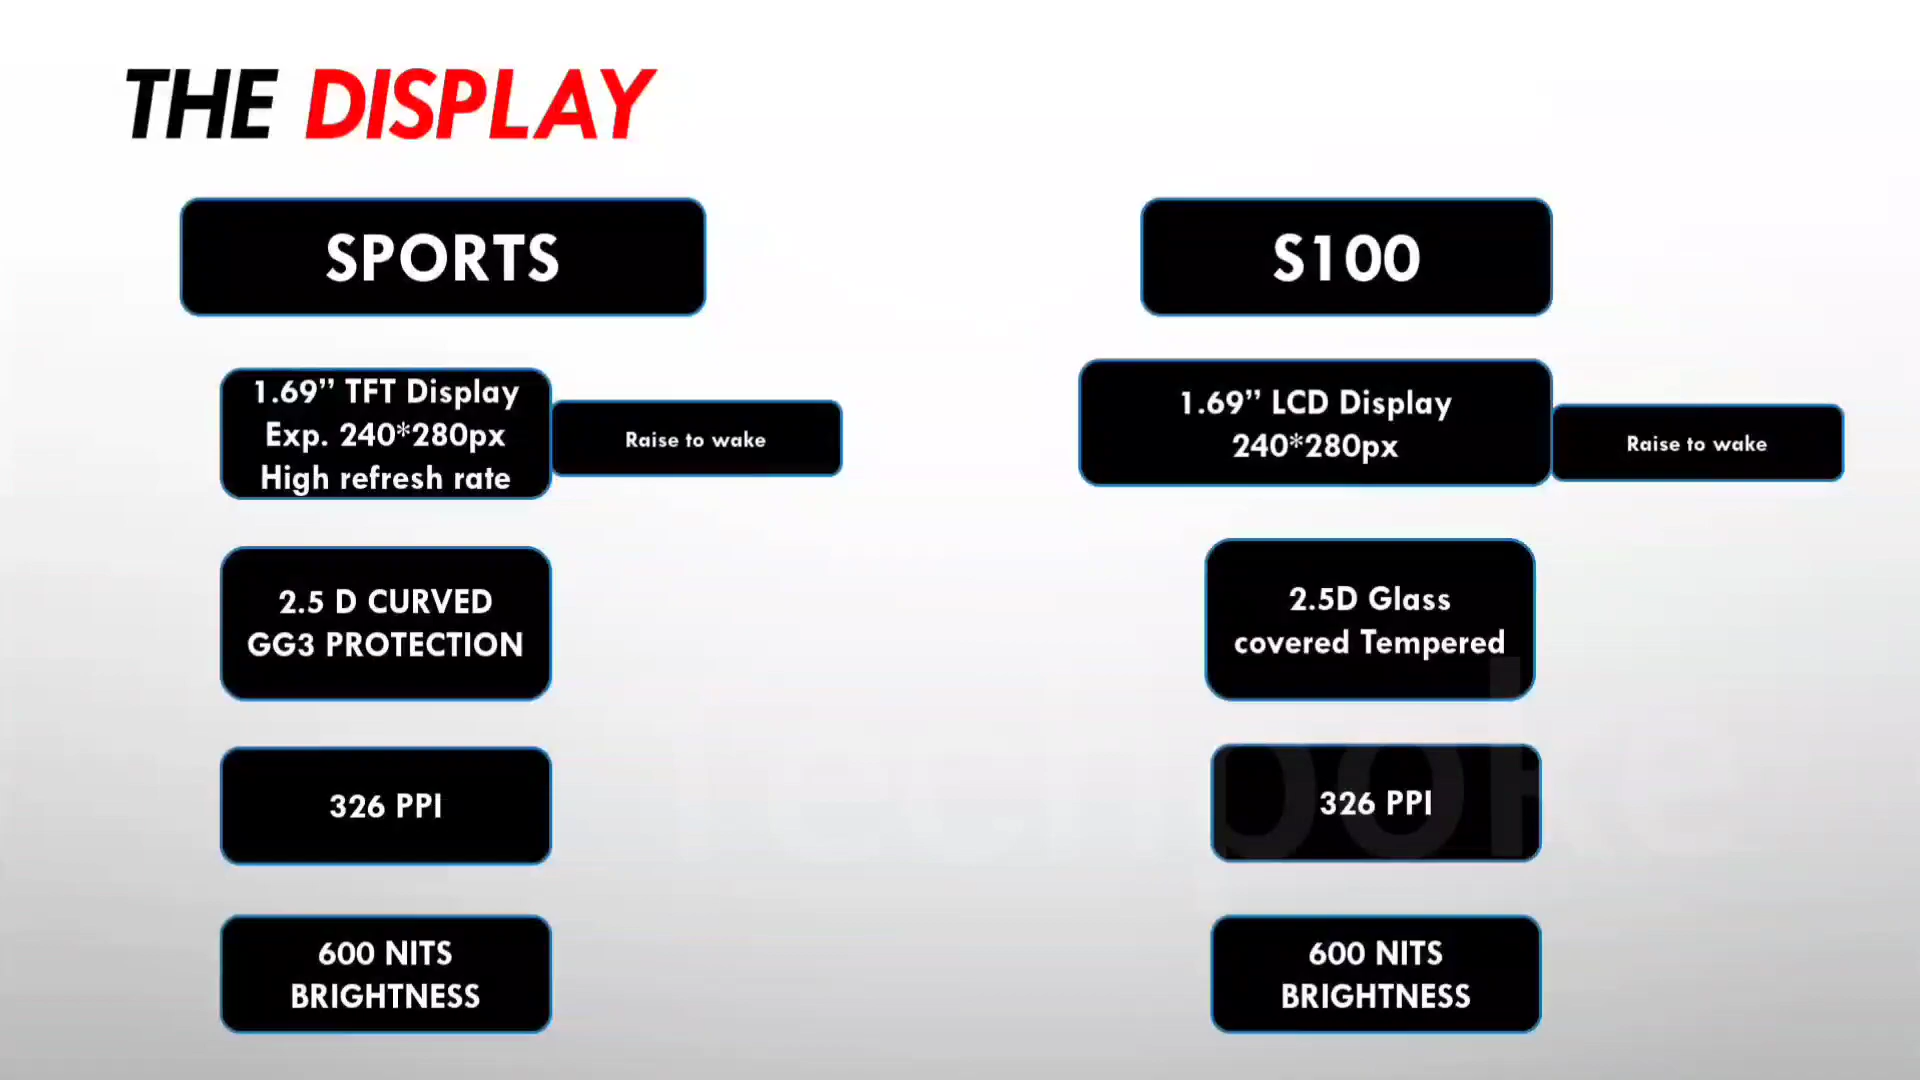 THE DISPLAY
SPORTS
1.69” TFT Display
Exp. 240*280px
High refresh rate
Raise to wake
2.5 D CURVED
GG3 PROTECTION
326 PPI
600 NITS
BRIGHTNESS
S100
1.69” LCD Display
240*280px
Raise to wake
2.5D Glass
covered Tempered
326 PPI
600 NITS
BRIGHTNESS